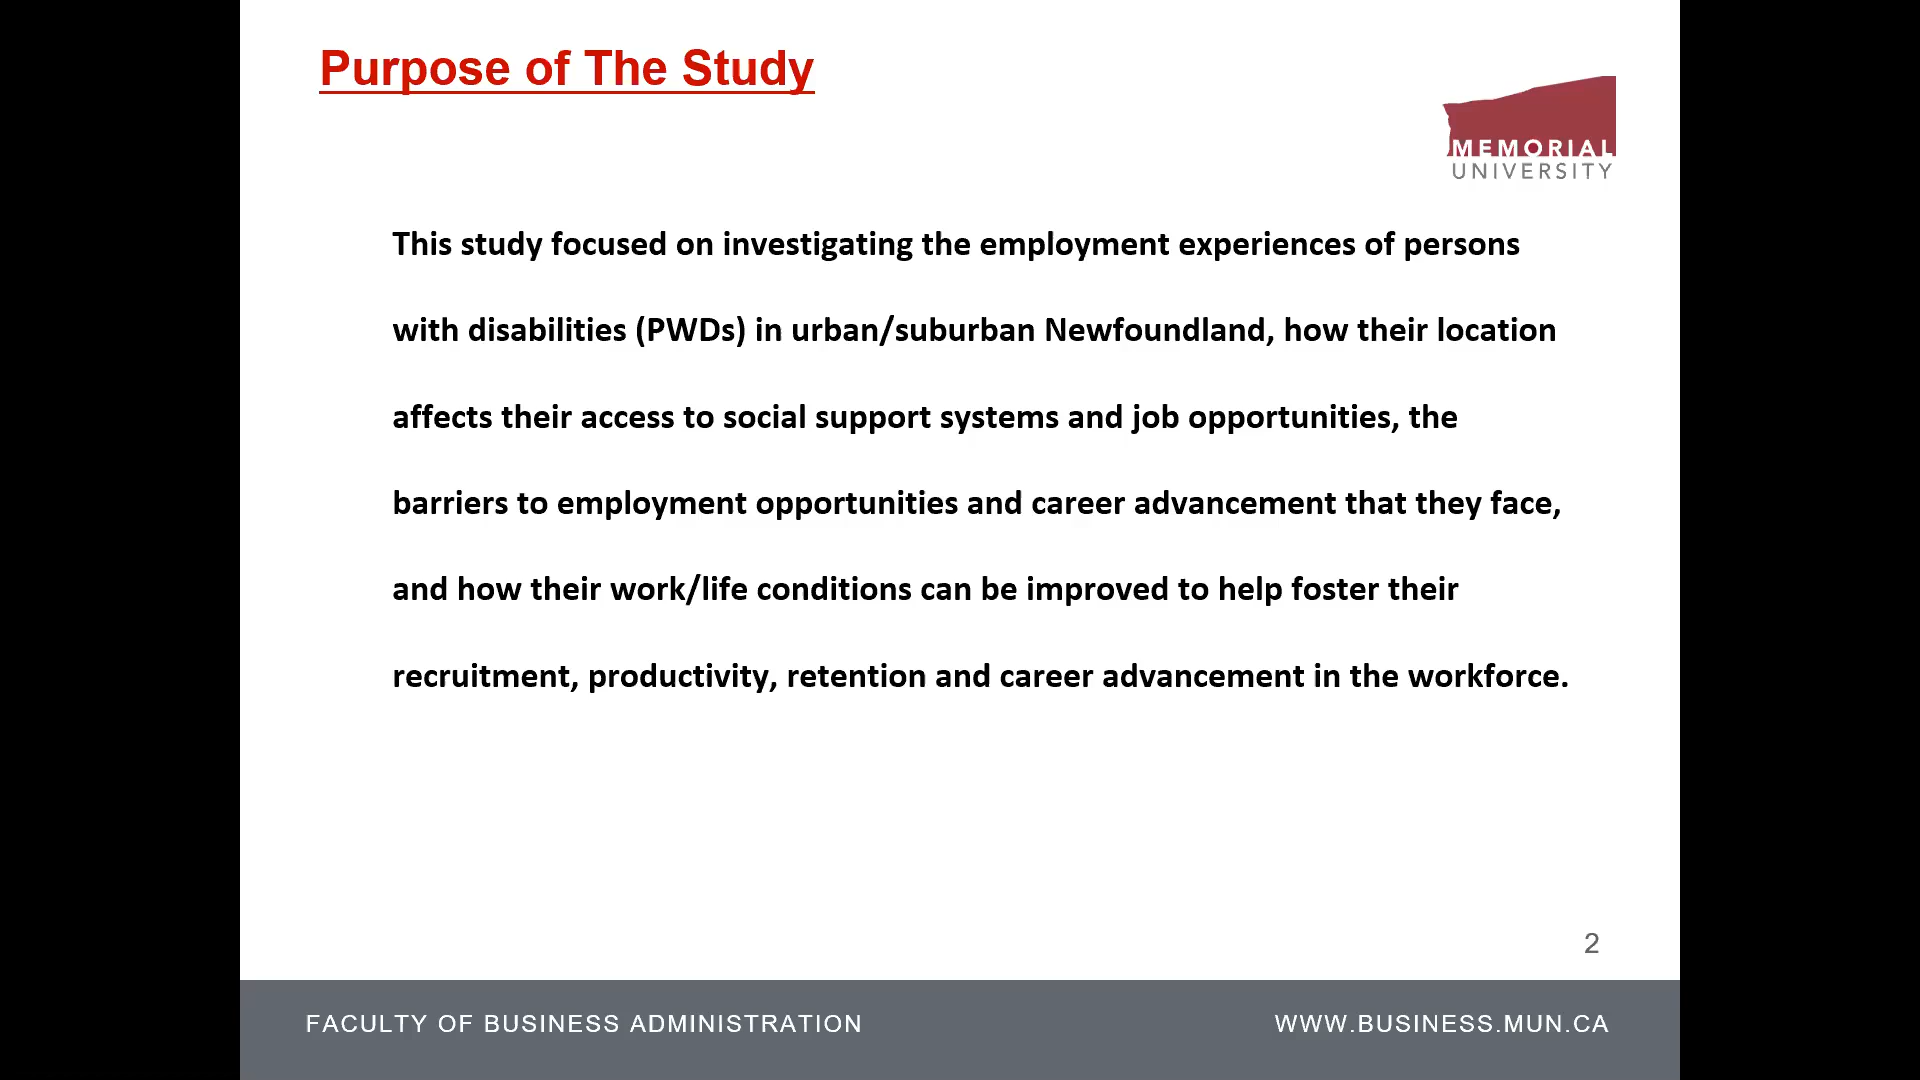 Purpose of The Study
MEMORIAL
UNIVERSITY
This study focused on investigating the employment experiences of persons
with disabilities (PWDs) in urban/suburban Newfoundland, how their location
affects their access to social support systems and job opportunities, the
barriers to employment opportunities and career advancement that they face,
and how their work/life conditions can be improved to help foster their
recruitment, productivity, retention and career advancement in the workforce.
2
FACULTY OF BUSINESS ADMINISTRATION
WWW.BUSINESS.MUN.CA